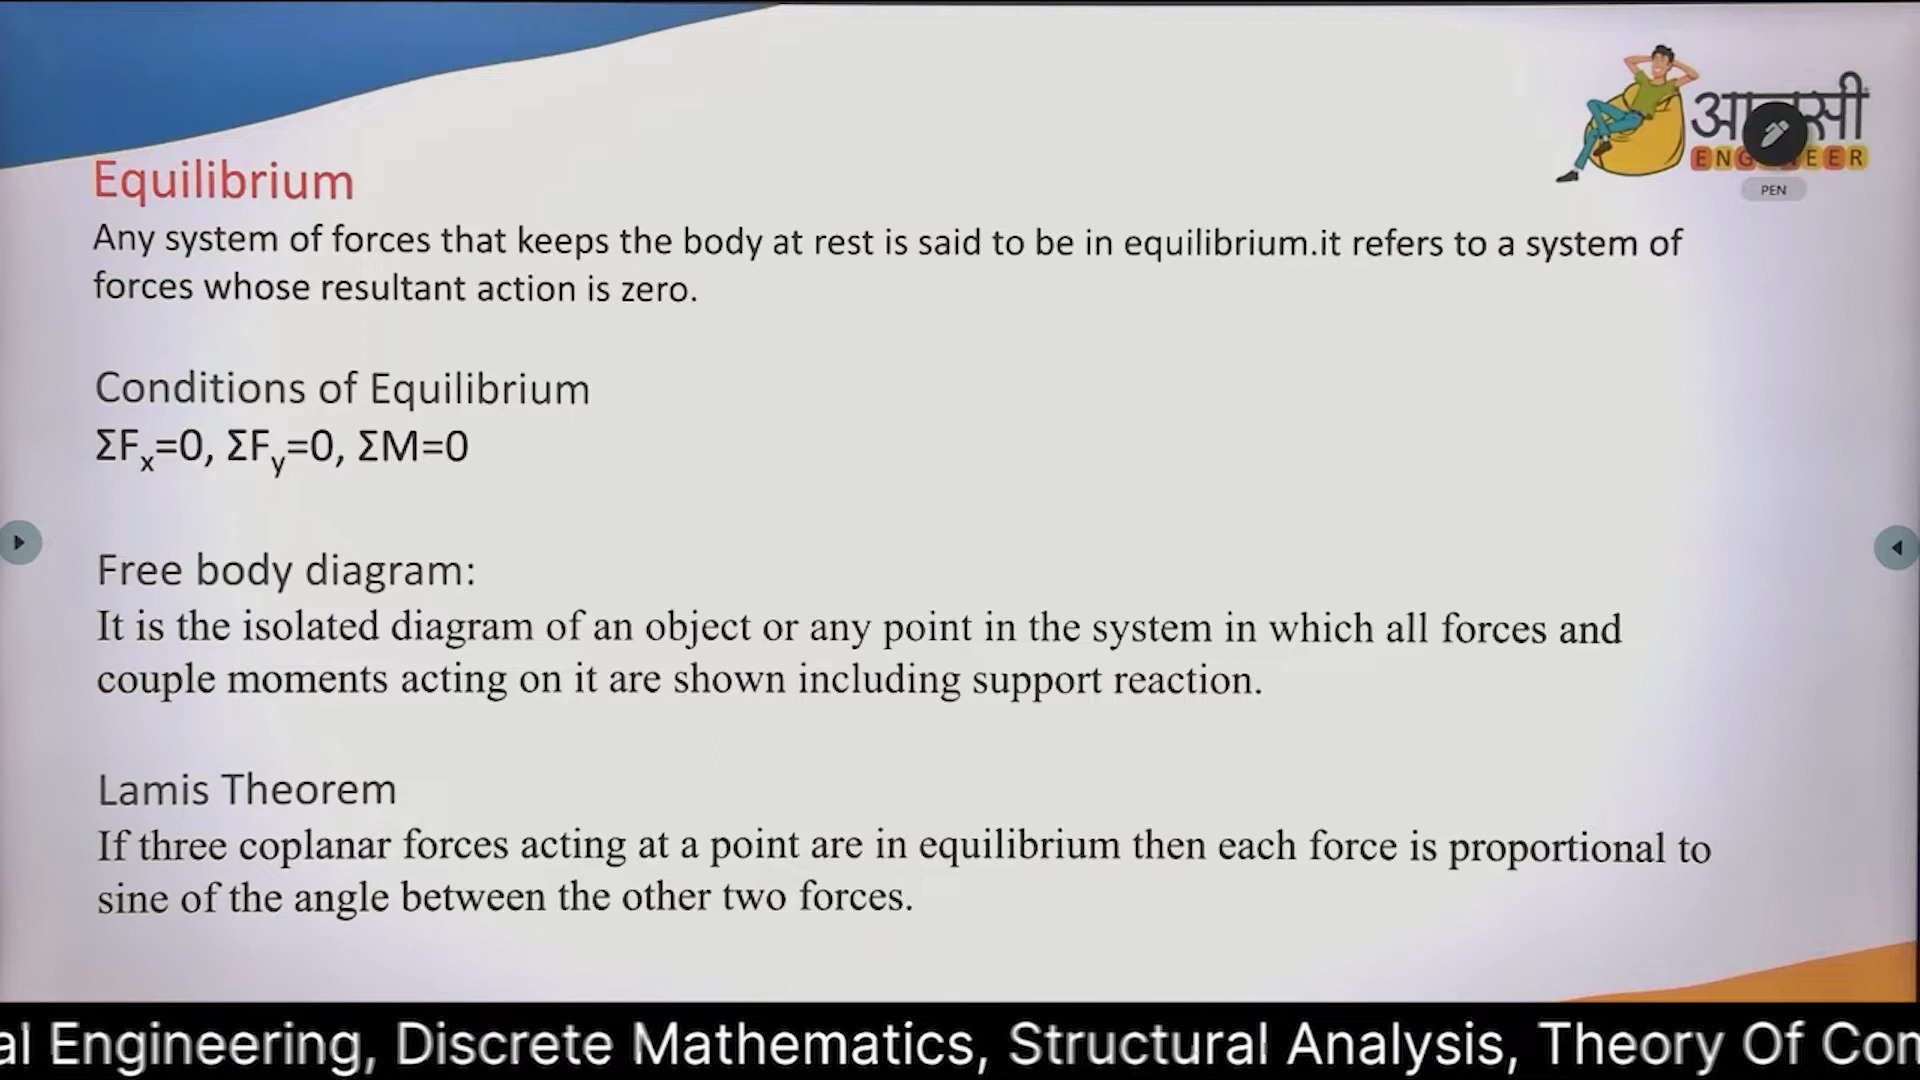 Equilibrium
Any system of forces that keeps the body at rest is said to be in equilibrium.it refers to a system of
forces whose resultant action is zero.
Conditions of Equilibrium
ΣFx=0, ΣFy=0, ΣM=0
Free body diagram:
It is the isolated diagram of an object or any point in the system in which all forces and
couple moments acting on it are shown including support reaction.
Lamis Theorem
If three coplanar forces acting at a point are in equilibrium then each force is proportional to
sine of the angle between the other two forces.
PEN
al Engineering, Discrete Mathematics, Structural Analysis, Theory Of Con